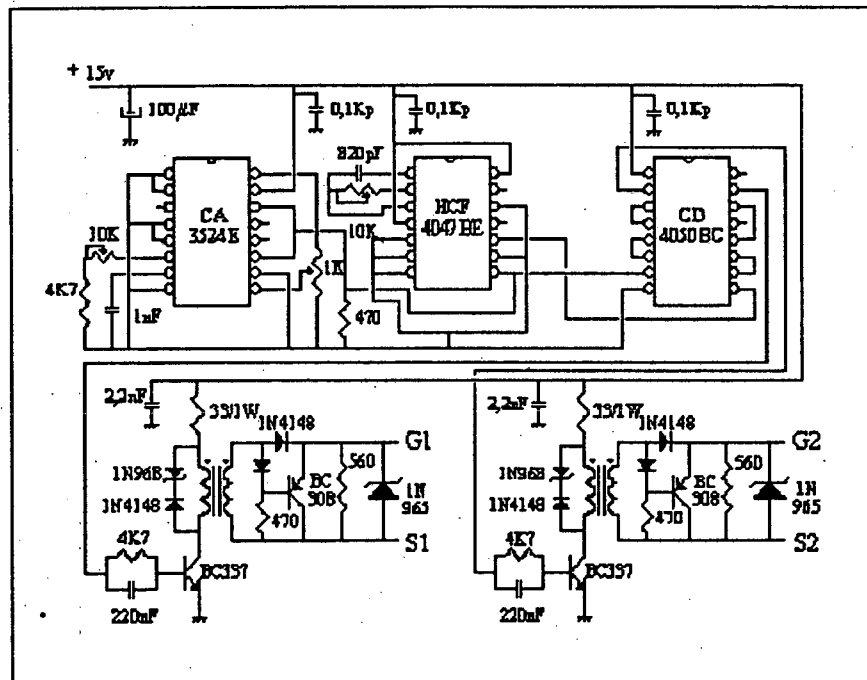 + 15v
100µF
0,1Kp
0,1Kp
0,1Kp
820pF
CA
3524E
HCF
4047BE
CD
4050BC
10K
10K
1K
4K7
1nF
470
2,2nF
33/1W
1N4148
G1
1N968
560
BC
308
1N
965
1N4148
470
S1
4K7
BC337
220nF
2,2nF
33/1W
1N4148
G2
1N968
560
BC
308
1N
965
1N4148
470
S2
4K7
BC337
220nF